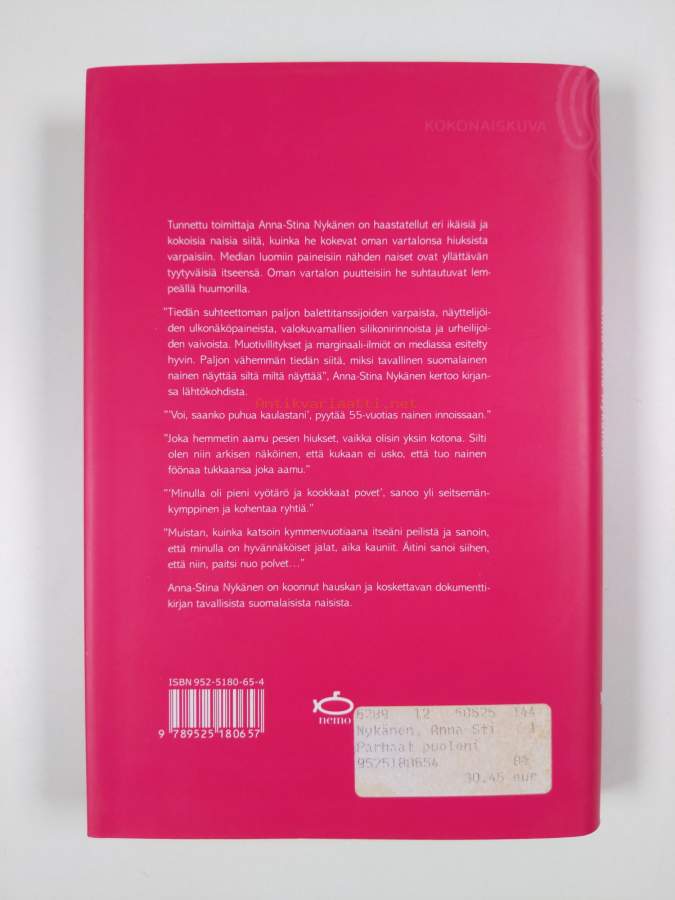 KOKONAISKUVA
Tunnettu toimittaja Anna-Stina Nykänen on haastatellut eri ikäisiä ja
kokoisia naisia siitä, kuinka he kokevat oman vartalonsa hiuksista
varpaisiin. Median luomiin paineisiin nähden naiset ovat yllättävän
tyytyväisiä itseensä. Oman vartalon puutteisiin he suhtautuvat lem-
peällä huumorilla.
"Tiedän suhteettoman paljon balettitanssijoiden varpaista, näyttelijöi-
den ulkonäköpaineista, valokuvamallien silikonirinnoista ja urheilijoi-
den vaivoista. Muotivillitykset ja marginaali-ilmiöt on mediassa esitelty
hyvin. Paljon vähemmän tiedän siitä, miksi tavallinen suomalainen
nainen näyttää siltä miltä näyttää", Anna-Stina Nykänen kertoo kirjan-
sa lähtökohdista.
Antikvariaatti.net
"'Voi, saanko puhua kaulastani', pyytää 55-vuotias nainen innoissaan."
"Joka hemmetin aamu pesen hiukset, vaikka olisin yksin kotona. Silti
olen niin arkisen näköinen, että kukaan ei usko, että tuo nainen
föönaa tukkaansa joka aamu."
"'Minulla oli pieni vyötärö ja kookkaat povet', sanoo yli seitsemän-
kymppinen ja kohentaa ryhtiä."
"Muistan, kuinka katsoin kymmenvuotiaana itseäni peilistä ja sanoin,
että minulla on hyvännäköiset jalat, aika kauniit. Äitini sanoi siihen,
että niin, paitsi nuo polvet..."
Anna-Stina Nykänen on koonnut hauskan ja koskettavan dokumentti-
kirjan tavallisista suomalaisista naisista.
ISBN 952-5180-65-4
9 789525 180657
nemo
6289 12 50625 144
Nykänen, Anna-Sti 1
Parhaat puoleni
9525180654 8%
30.45 eur